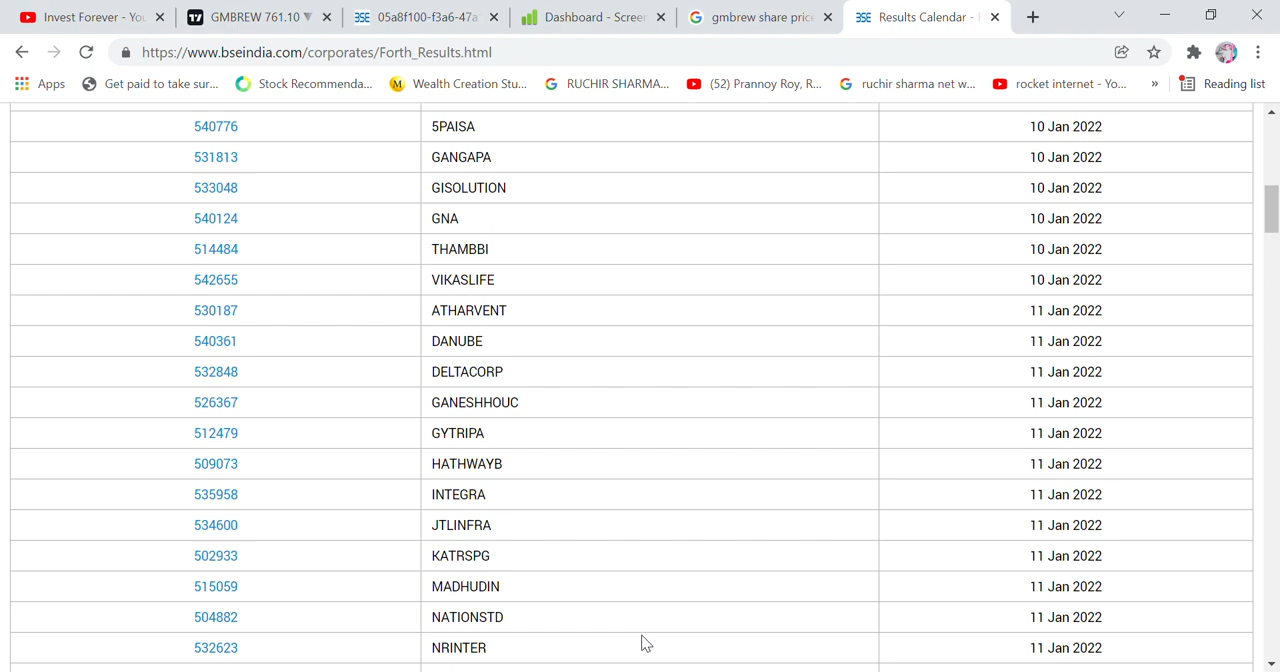 Invest Forever - You
GMBREW 761.10 ▼
05a8f100-f3a6-47a
Dashboard - Screer
gmbrew share price
Results Calendar -
https://www.bseindia.com/corporates/Forth_Results.html
Apps
Get paid to take sur...
Stock Recommenda...
Wealth Creation Stu...
RUCHIR SHARMA...
(52) Prannoy Roy, R...
ruchir sharma net w...
rocket internet - Yo...
»
Reading list
540776 5PAISA 10 Jan 2022
531813 GANGAPA 10 Jan 2022
533048 GISOLUTION 10 Jan 2022
540124 GNA 10 Jan 2022
514484 THAMBBI 10 Jan 2022
542655 VIKASLIFE 10 Jan 2022
530187 ATHARVENT 11 Jan 2022
540361 DANUBE 11 Jan 2022
532848 DELTACORP 11 Jan 2022
526367 GANESHHOUC 11 Jan 2022
512479 GYTRIPA 11 Jan 2022
509073 HATHWAYB 11 Jan 2022
535958 INTEGRA 11 Jan 2022
534600 JTLINFRA 11 Jan 2022
502933 KATRSPG 11 Jan 2022
515059 MADHUDIN 11 Jan 2022
504882 NATIONSTD 11 Jan 2022
532623 NRINTER 11 Jan 2022